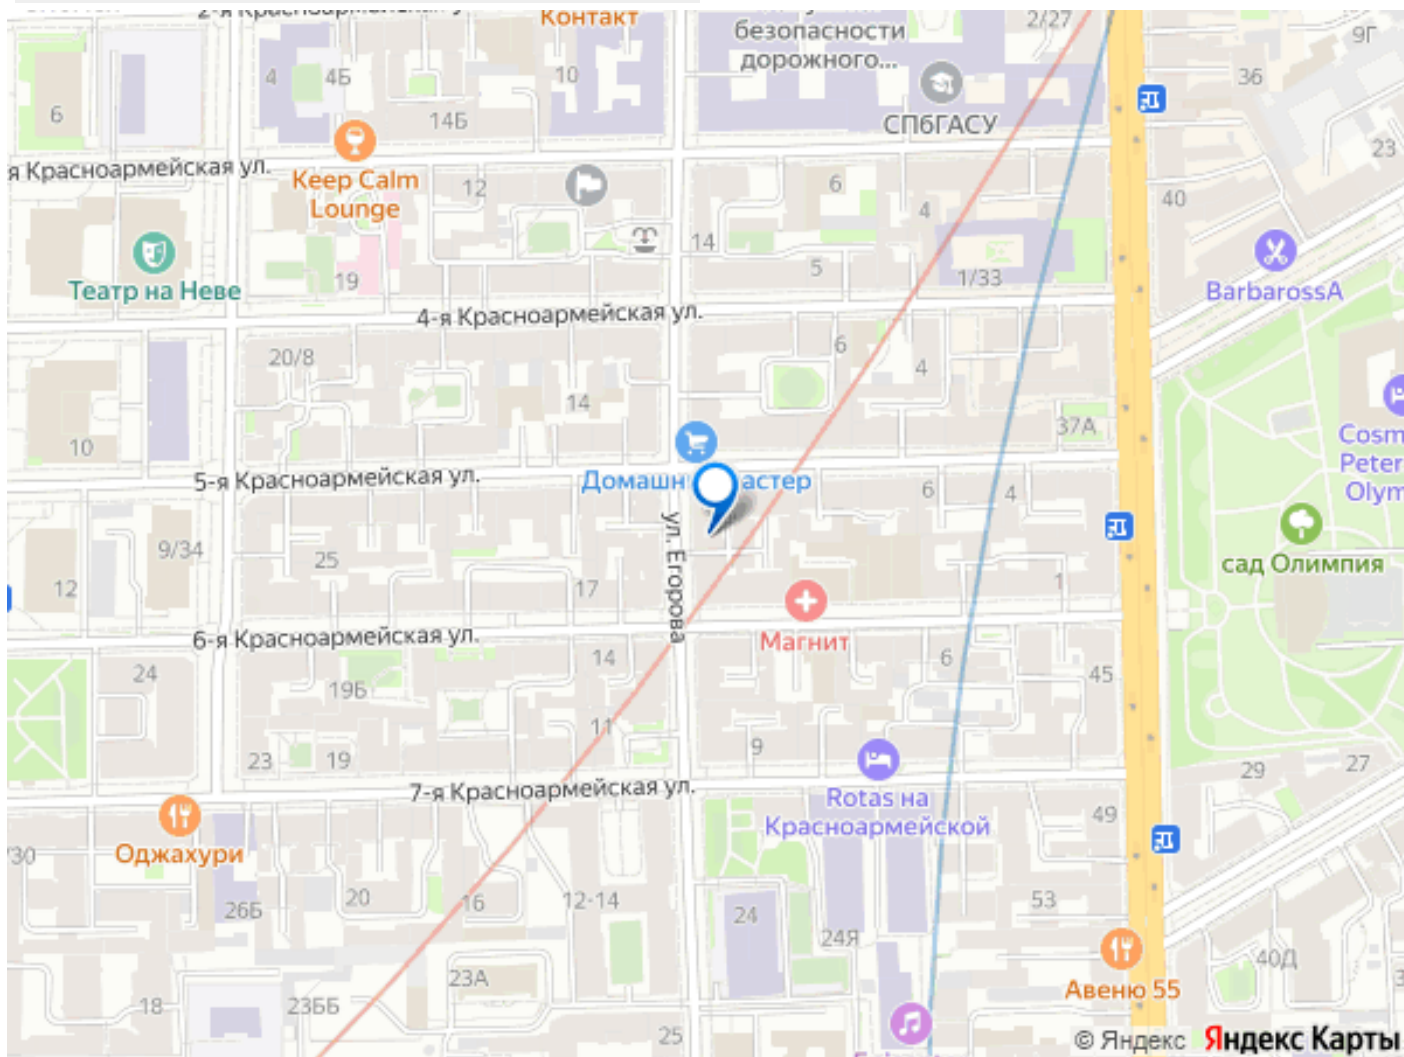 Контакт
безопасности
дорожного...
2/27
9Г
36
4
4Б
10
6
14Б
СПбГАСУ
23
я Красноармейская ул.
Keep Calm
Lounge
12
6
40
4
14
Театр на Неве
19
5
1/33
BarbarossA
4-я Красноармейская ул.
20/8
6
4
14
37А
10
Cosm
Peter
Olym
5-я Красноармейская ул.
6
4
ул. Егорова
9/34
25
сад Олимпия
12
17
1
6-я Красноармейская ул.
Магнит
14
6
24
45
19Б
11
9
23
19
29
27
7-я Красноармейская ул.
Rotas на
Красноармейской
49
/30
Оджахури
26Б
20
16
12-14
24
53
24Я
40Д
23А
Авеню 55
18
25
© Яндекс Яндекс Карты